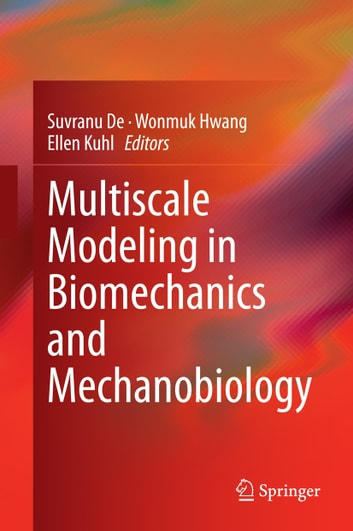 Suvranu De · Wonmuk Hwang
Ellen Kuhl Editors
Multiscale
Modeling in
Biomechanics
and
Mechanobiology
Springer